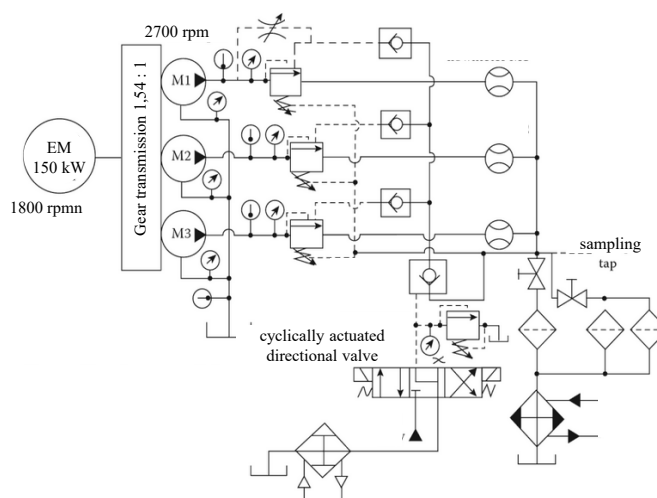 2700 rpm
Gear transmission 1,54 : 1
M1
EM
150 kW
M2
1800 rpmn
M3
sampling
tap
cyclically actuated
directional valve